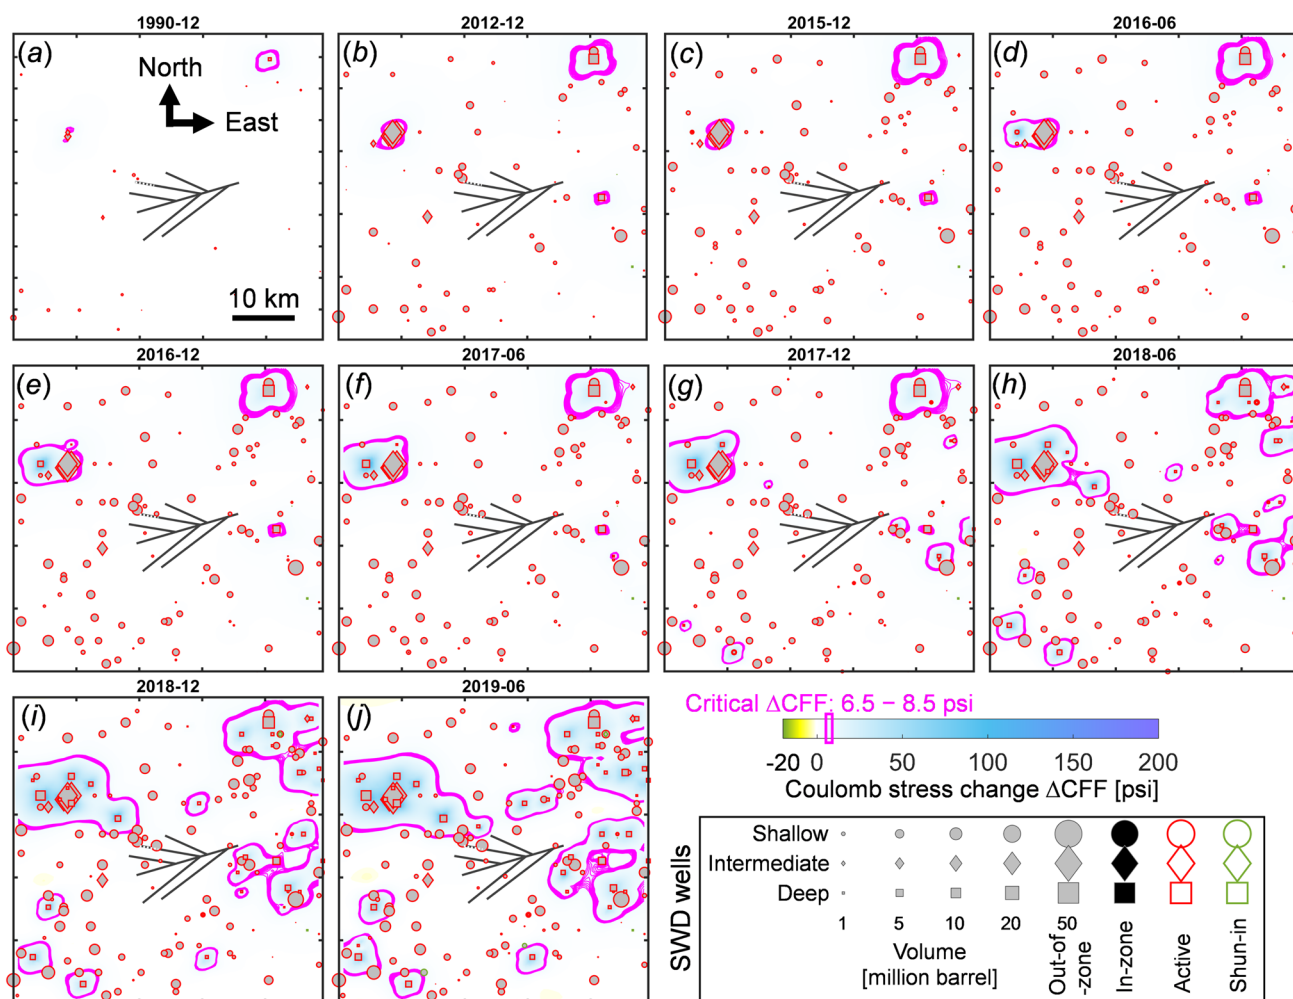 1990-12
2012-12
2015-12
2016-06
(a)
North
East
10 km
(b)
(c)
(d)
2016-12
2017-06
2017-12
2018-06
(e)
(f)
(g)
(h)
2018-12
2019-06
(i)
(j)
Critical ΔCFF: 6.5 – 8.5 psi
-20 0 50 100 150 200
Coulomb stress change ΔCFF [psi]
SWD wells
Shallow
Intermediate
Deep
1 5 10 20 50
Volume
[million barrel]
Out-of
-zone
In-zone
Active
Shun-in